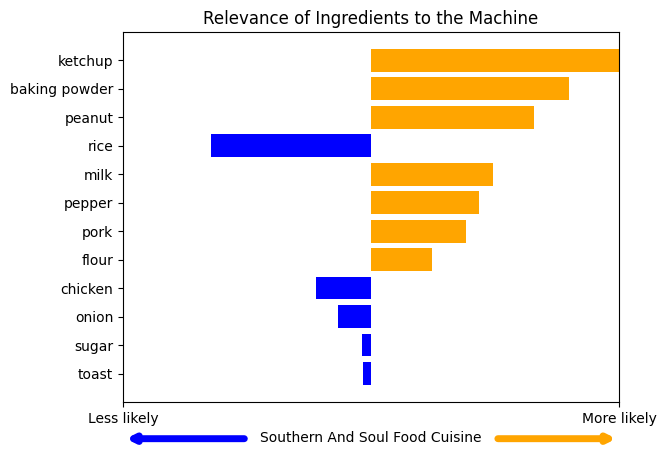 Relevance of Ingredients to the Machine
ketchup
baking powder
peanut
rice
milk
pepper
pork
flour
chicken
onion
sugar
toast
Less likely More likely
Southern And Soul Food Cuisine